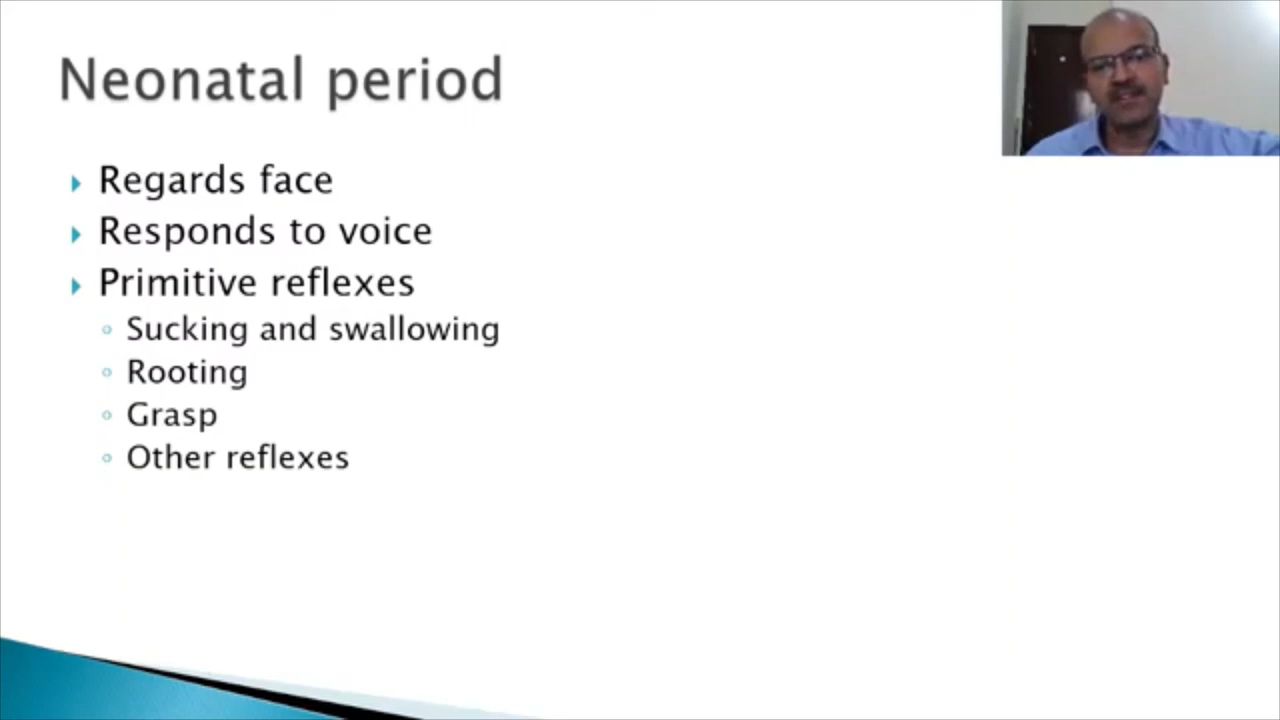 Neonatal period
Regards face
Responds to voice
Primitive reflexes
Sucking and swallowing
Rooting
Grasp
Other reflexes